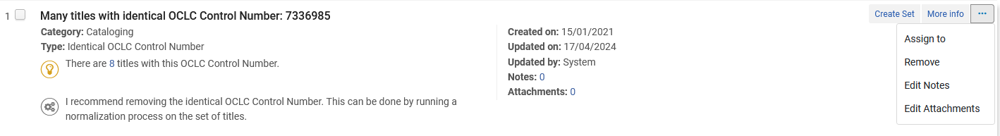 1 Many titles with identical OCLC Control Number: 7336985
Create Set More info ...
Category: Cataloging
Type: Identical OCLC Control Number
There are 8 titles with this OCLC Control Number.
I recommend removing the identical OCLC Control Number. This can be done by running a
normalization process on the set of titles.
Created on: 15/01/2021
Updated on: 17/04/2024
Updated by: System
Notes: 0
Attachments: 0
Assign to
Remove
Edit Notes
Edit Attachments